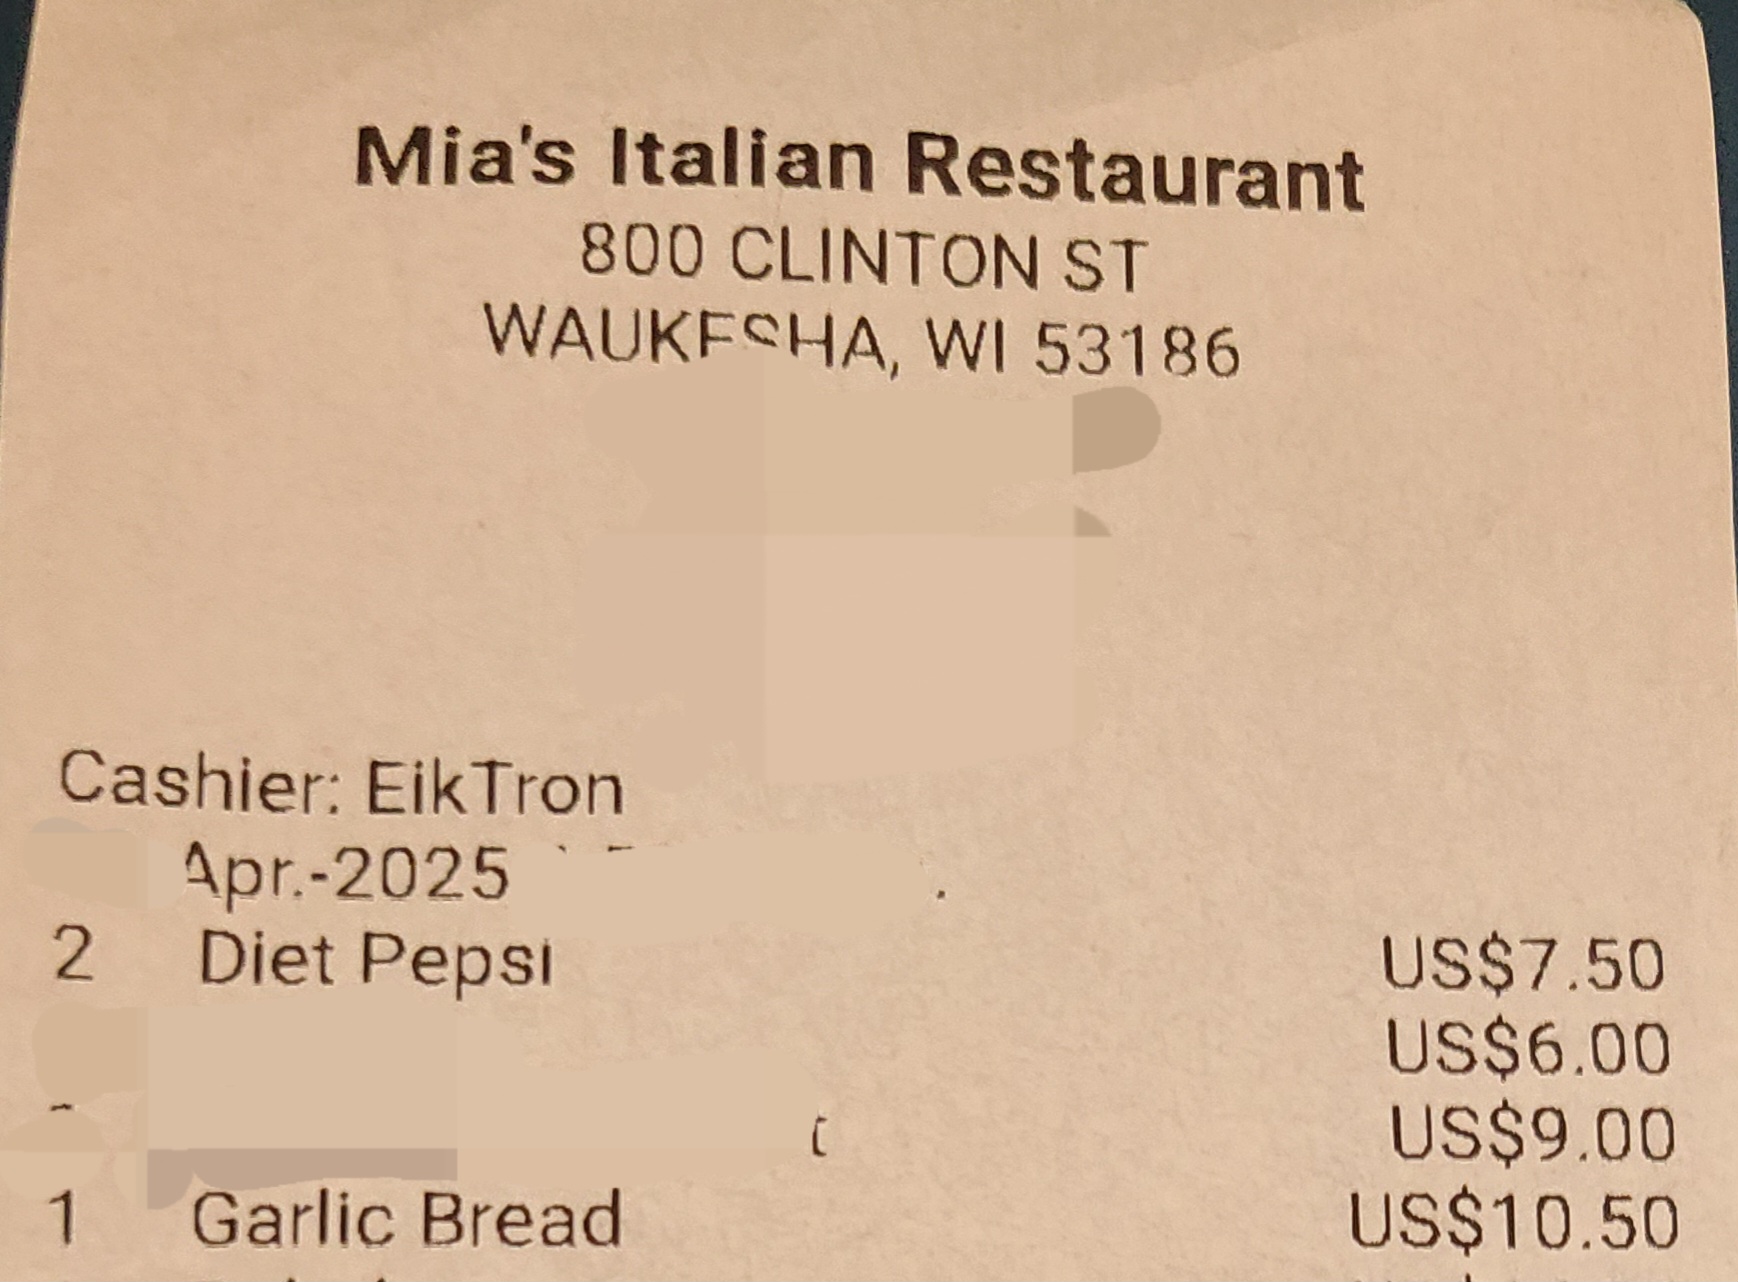 Mia's Italian Restaurant
800 CLINTON ST
WAUKESHA, WI 53186
Cashier: EikTron
Apr.-2025
2 Diet Pepsi US$7.50
US$6.00
US$9.00
1 Garlic Bread US$10.50